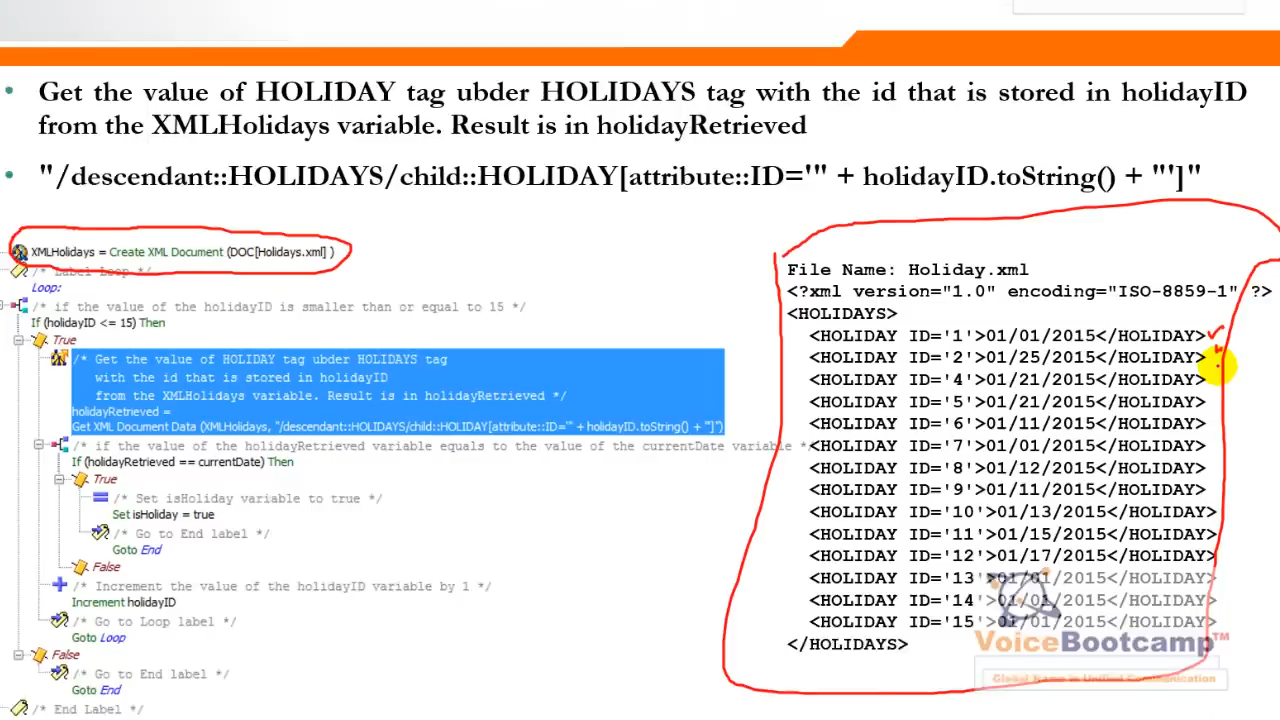 • Get the value of HOLIDAY tag ubder HOLIDAYS tag with the id that is stored in holidayID
from the XMLHolidays variable. Result is in holidayRetrieved
• "/descendant::HOLIDAYS/child::HOLIDAY[attribute::ID='" + holidayID.toString() + "']"
XMLHolidays = Create XML Document (DOC[Holidays.xml] )
/* Label Loop */
Loop:
/* if the value of the holidayID is smaller than or equal to 15 */
If (holidayID <= 15) Then
True
/* Get the value of HOLIDAY tag ubder HOLIDAYS tag
with the id that is stored in holidayID
from the XMLHolidays variable. Result is in holidayRetrieved */
holidayRetrieved =
Get XML Document Data (XMLHolidays, "/descendant::HOLIDAYS/child::HOLIDAY[attribute::ID='" + holidayID.toString() + "']")
/* if the value of the holidayRetrieved variable equals to the value of the currentDate variable */
If (holidayRetrieved == currentDate) Then
True
/* Set isHoliday variable to true */
Set isHoliday = true
/* Go to End label */
Goto End
False
/* Increment the value of the holidayID variable by 1 */
Increment holidayID
/* Go to Loop label */
Goto Loop
False
/* Go to End label */
Goto End
/* End Label */
File Name: Holiday.xml
<?xml version="1.0" encoding="ISO-8859-1" ?>
<HOLIDAYS>
<HOLIDAY ID='1'>01/01/2015</HOLIDAY>
<HOLIDAY ID='2'>01/25/2015</HOLIDAY>
<HOLIDAY ID='4'>01/21/2015</HOLIDAY>
<HOLIDAY ID='5'>01/21/2015</HOLIDAY>
<HOLIDAY ID='6'>01/11/2015</HOLIDAY>
<HOLIDAY ID='7'>01/01/2015</HOLIDAY>
<HOLIDAY ID='8'>01/12/2015</HOLIDAY>
<HOLIDAY ID='9'>01/11/2015</HOLIDAY>
<HOLIDAY ID='10'>01/13/2015</HOLIDAY>
<HOLIDAY ID='11'>01/15/2015</HOLIDAY>
<HOLIDAY ID='12'>01/17/2015</HOLIDAY>
<HOLIDAY ID='13'>01/01/2015</HOLIDAY>
<HOLIDAY ID='14'>01/01/2015</HOLIDAY>
<HOLIDAY ID='15'>01/01/2015</HOLIDAY>
</HOLIDAYS>
VoiceBootcamp™
Global Name in Unified Communication